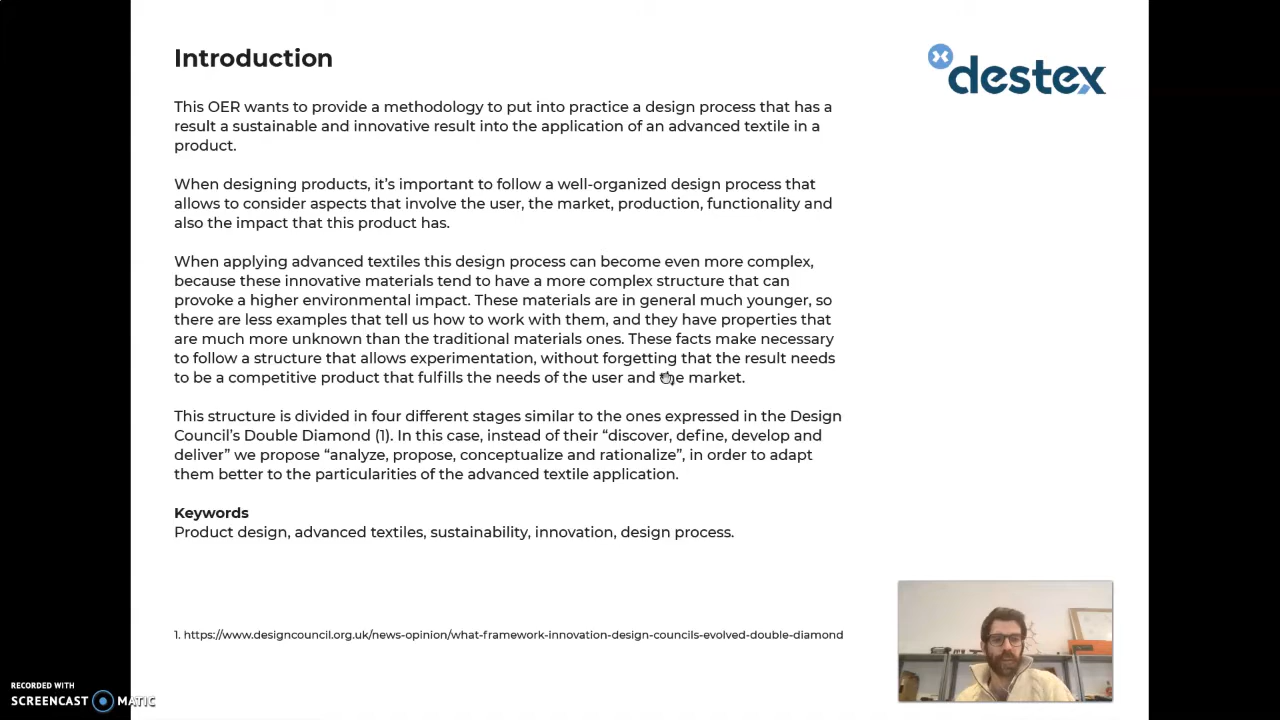 Introduction
destex
This OER wants to provide a methodology to put into practice a design process that has a
result a sustainable and innovative result into the application of an advanced textile in a
product.
When designing products, it’s important to follow a well-organized design process that
allows to consider aspects that involve the user, the market, production, functionality and
also the impact that this product has.
When applying advanced textiles this design process can become even more complex,
because these innovative materials tend to have a more complex structure that can
provoke a higher environmental impact. These materials are in general much younger, so
there are less examples that tell us how to work with them, and they have properties that
are much more unknown than the traditional materials ones. These facts make necessary
to follow a structure that allows experimentation, without forgetting that the result needs
to be a competitive product that fulfills the needs of the user and the market.
This structure is divided in four different stages similar to the ones expressed in the Design
Council’s Double Diamond (1). In this case, instead of their “discover, define, develop and
deliver” we propose “analyze, propose, conceptualize and rationalize”, in order to adapt
them better to the particularities of the advanced textile application.
Keywords
Product design, advanced textiles, sustainability, innovation, design process.
1. https://www.designcouncil.org.uk/news-opinion/what-framework-innovation-design-councils-evolved-double-diamond
RECORDED WITH
SCREENCAST MATIC